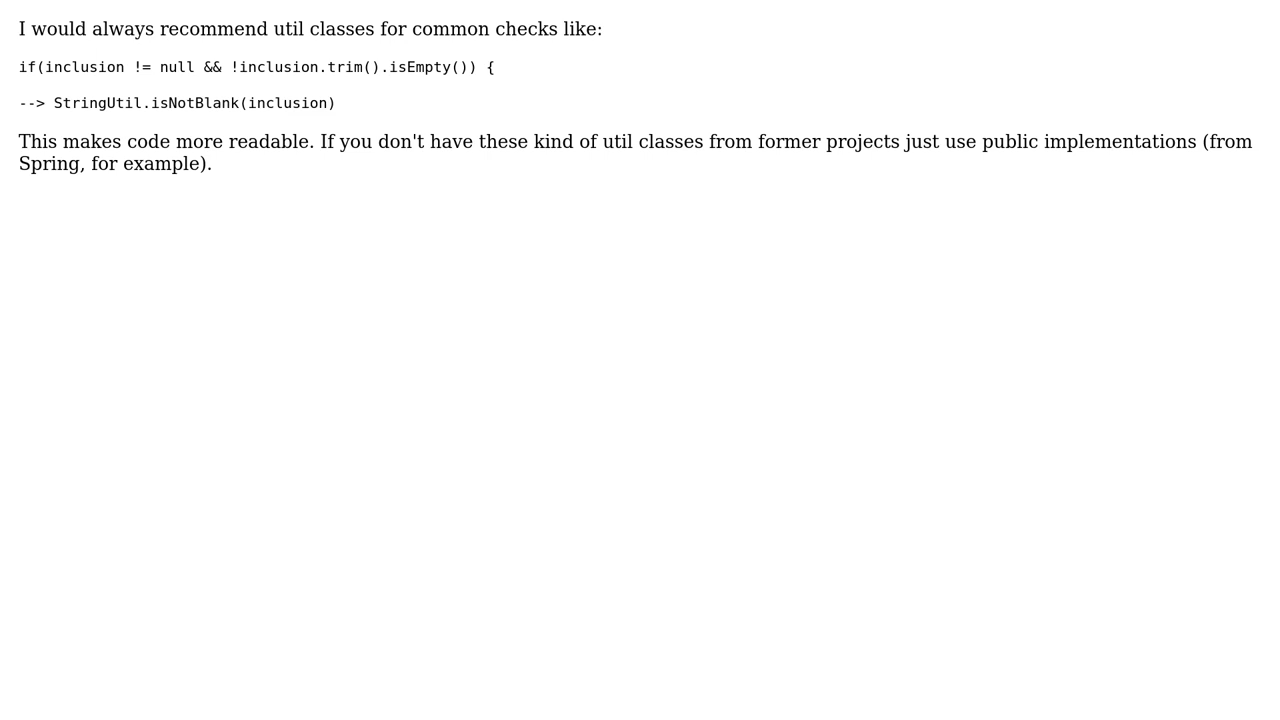 I would always recommend util classes for common checks like:
if(inclusion != null && !inclusion.trim().isEmpty()) {
--> StringUtil.isNotBlank(inclusion)
This makes code more readable. If you don't have these kind of util classes from former projects just use public implementations (from
Spring, for example).